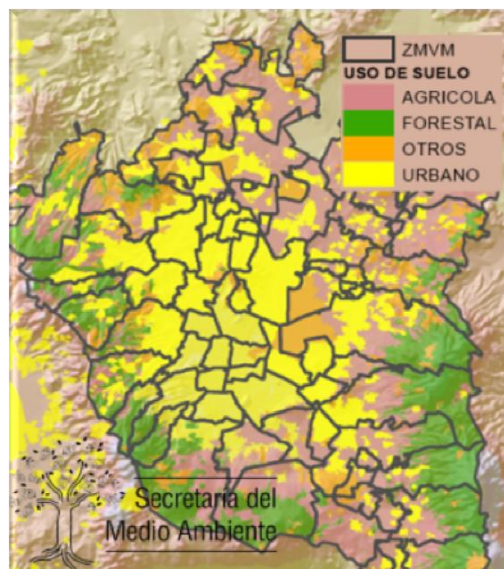 ZMVM
USO DE SUELO
AGRICOLA
FORESTAL
OTROS
URBANO
Secretaría del
Medio Ambiente